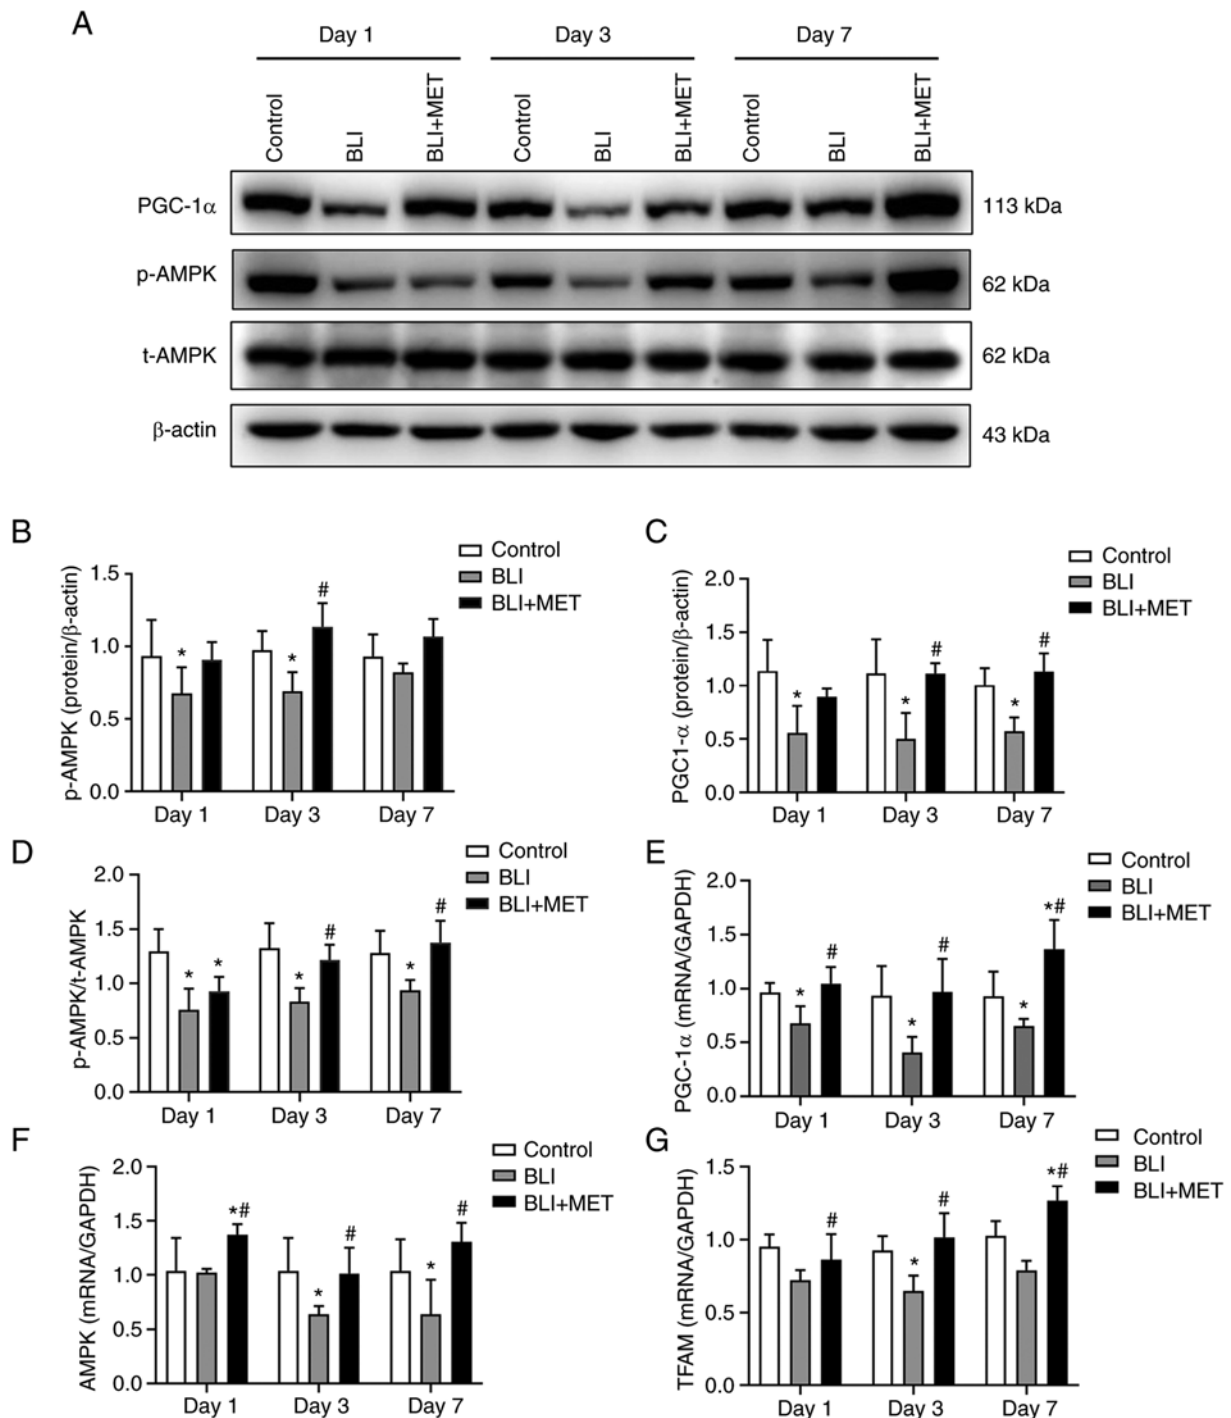 A
Day 1 Day 3 Day 7
Control BLI BLI+MET Control BLI BLI+MET Control BLI BLI+MET
PGC-1α 113 kDa
p-AMPK 62 kDa
t-AMPK 62 kDa
β-actin 43 kDa
B
Control
BLI
BLI+MET
p-AMPK (protein/β-actin)
1.5
1.0
0.5
0.0
* * #
Day 1 Day 3 Day 7
C
Control
BLI
BLI+MET
PGC1-α (protein/β-actin)
2.0
1.5
1.0
0.5
0.0
* * # * #
Day 1 Day 3 Day 7
D
Control
BLI
BLI+MET
p-AMPK/t-AMPK
2.0
1.5
1.0
0.5
0.0
* * * # * #
Day 1 Day 3 Day 7
E
Control
BLI
BLI+MET
PGC-1α (mRNA/GAPDH)
2.0
1.5
1.0
0.5
0.0
* # * # * *#
Day 1 Day 3 Day 7
F
Control
BLI
BLI+MET
AMPK (mRNA/GAPDH)
2.0
1.5
1.0
0.5
0.0
*# * # * #
Day 1 Day 3 Day 7
G
Control
BLI
BLI+MET
TFAM (mRNA/GAPDH)
1.5
1.0
0.5
0.0
# * # *#
Day 1 Day 3 Day 7